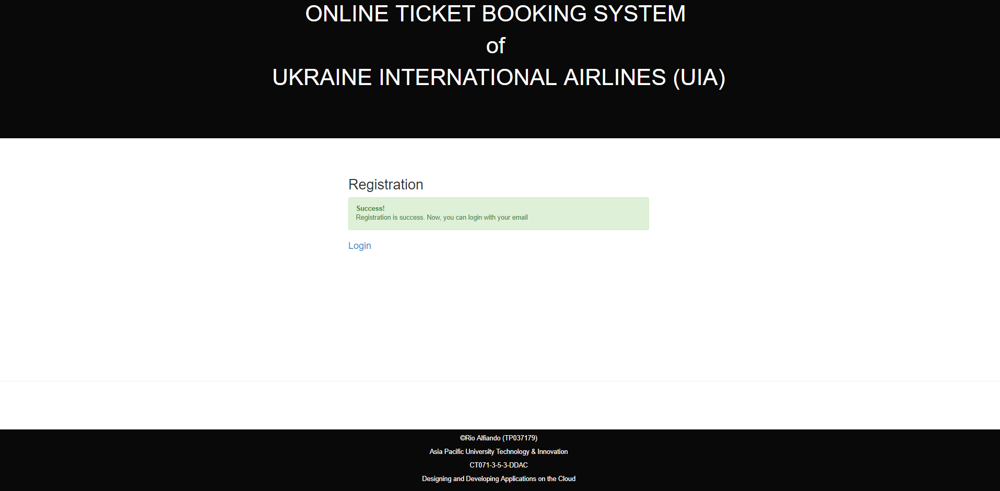 ONLINE TICKET BOOKING SYSTEM
of
UKRAINE INTERNATIONAL AIRLINES (UIA)
Registration
Success!
Registration is success. Now, you can login with your email
Login
©Rio Alfiando (TP037179)
Asia Pacific University Technology & Innovation
CT071-3-5-3-DDAC
Designing and Developing Applications on the Cloud